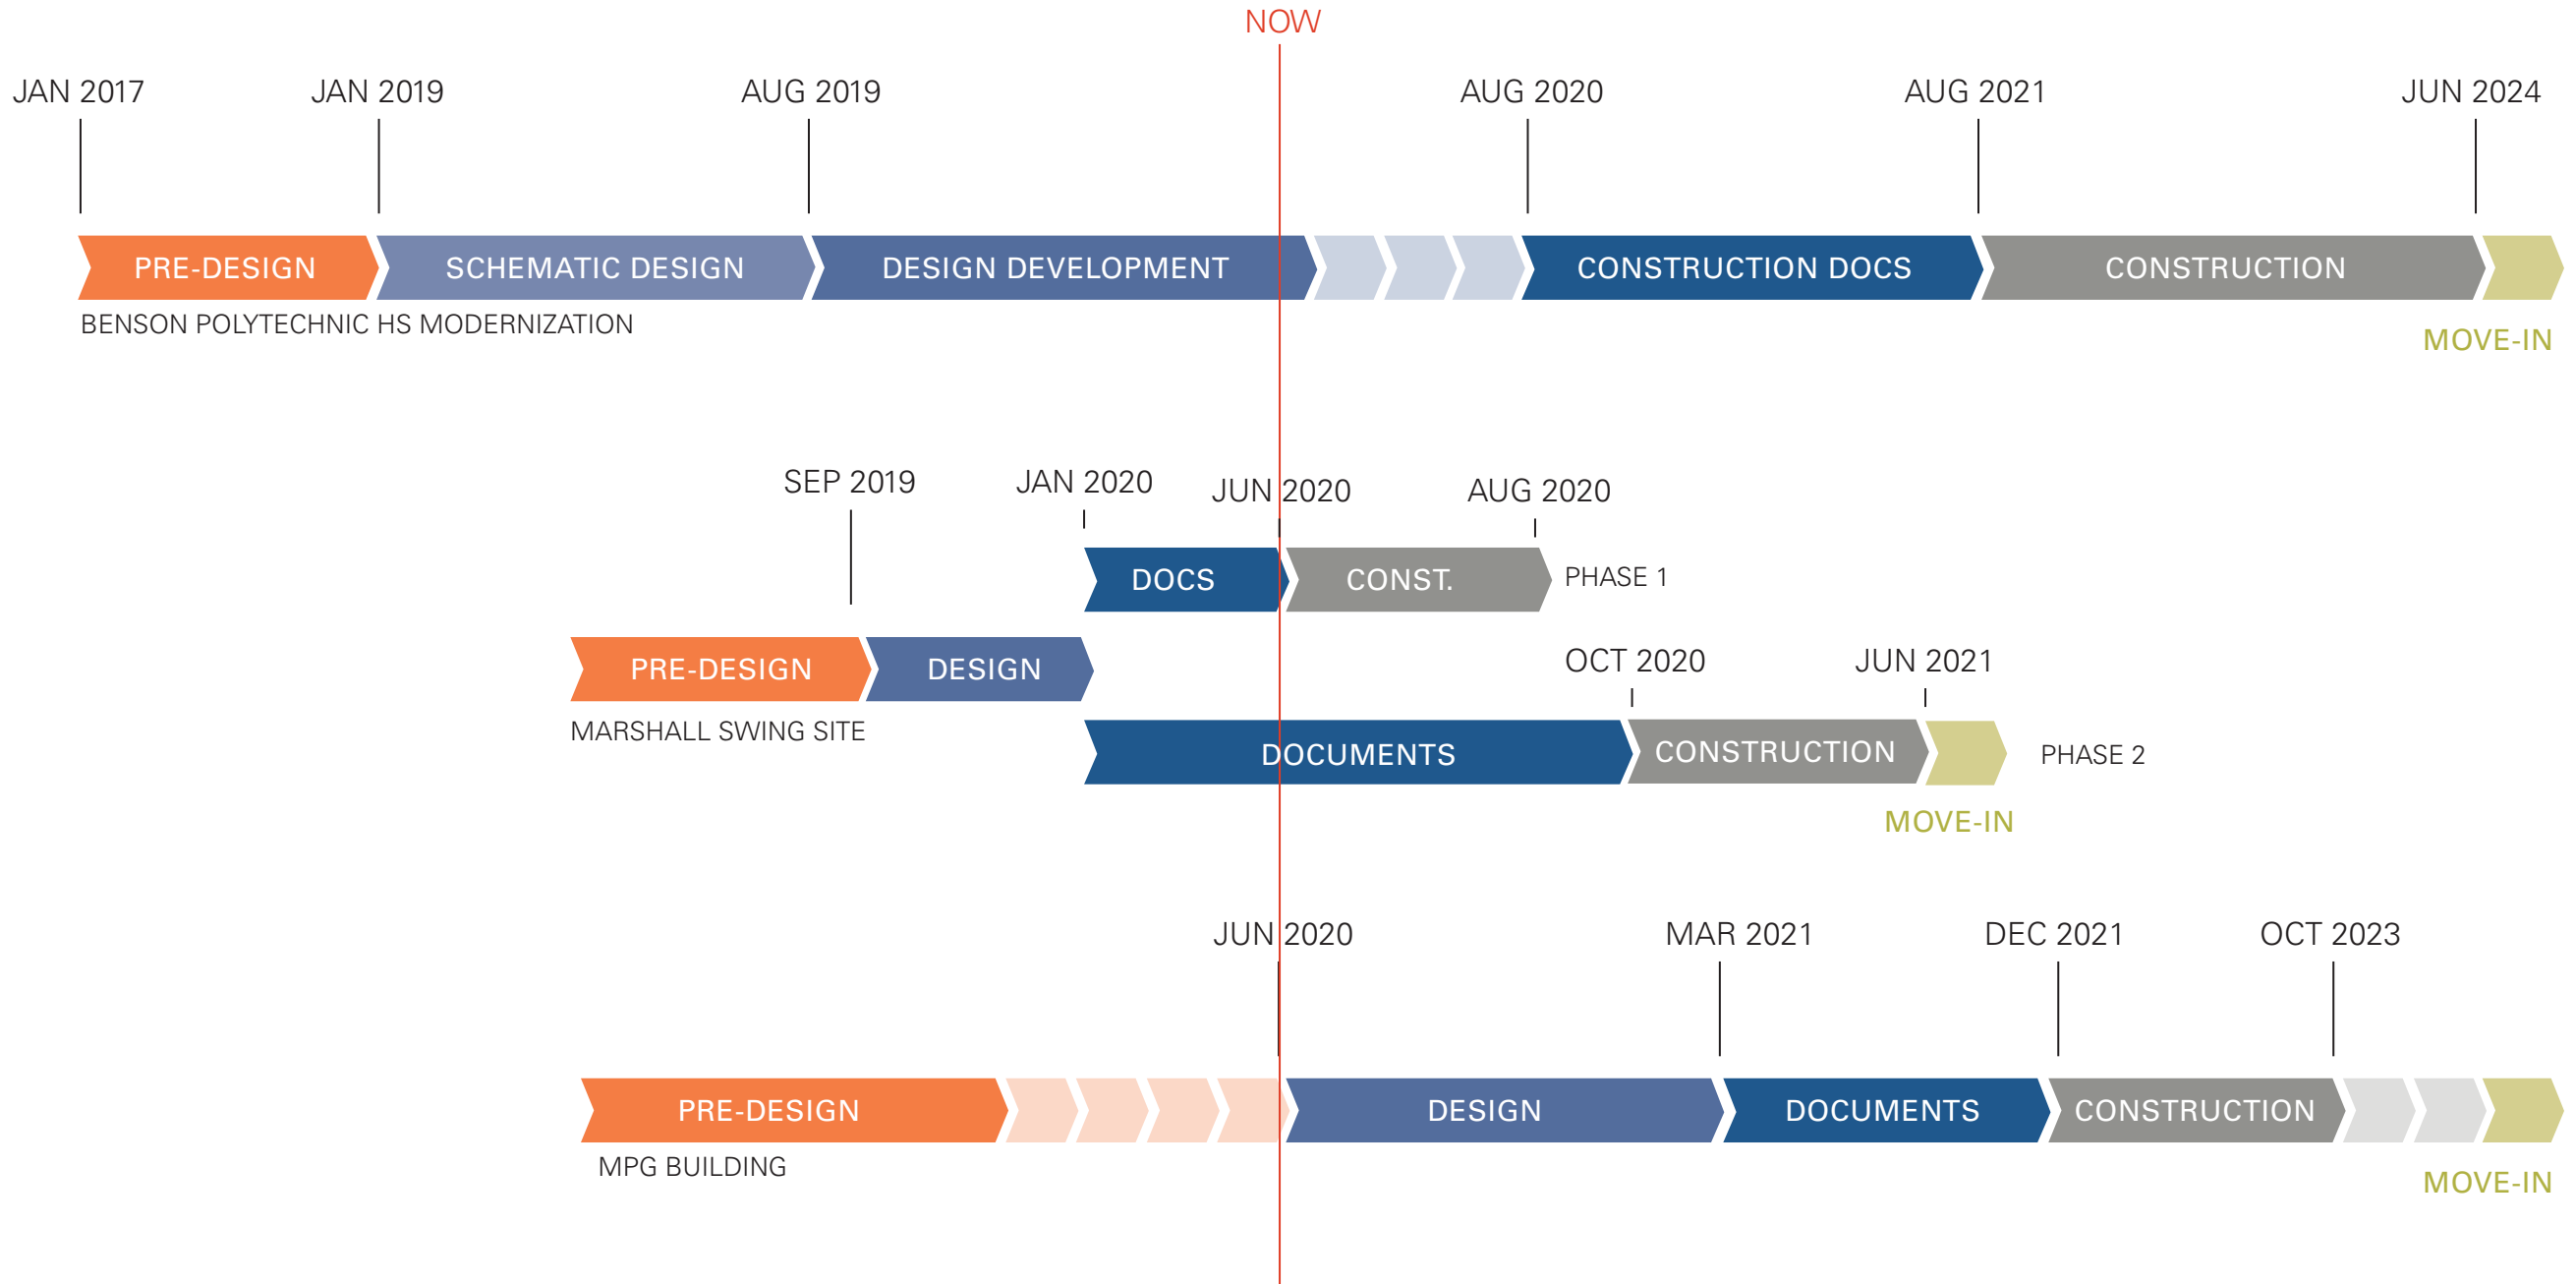 NOW
JAN 2017 JAN 2019 AUG 2019 AUG 2020 AUG 2021 JUN 2024
PRE-DESIGN SCHEMATIC DESIGN DESIGN DEVELOPMENT CONSTRUCTION DOCS CONSTRUCTION
BENSON POLYTECHNIC HS MODERNIZATION
MOVE-IN
SEP 2019 JAN 2020 JUN 2020 AUG 2020
DOCS CONST. PHASE 1
PRE-DESIGN DESIGN
OCT 2020 JUN 2021
MARSHALL SWING SITE
DOCUMENTS CONSTRUCTION PHASE 2
MOVE-IN
JUN 2020 MAR 2021 DEC 2021 OCT 2023
PRE-DESIGN DESIGN DOCUMENTS CONSTRUCTION
MPG BUILDING
MOVE-IN